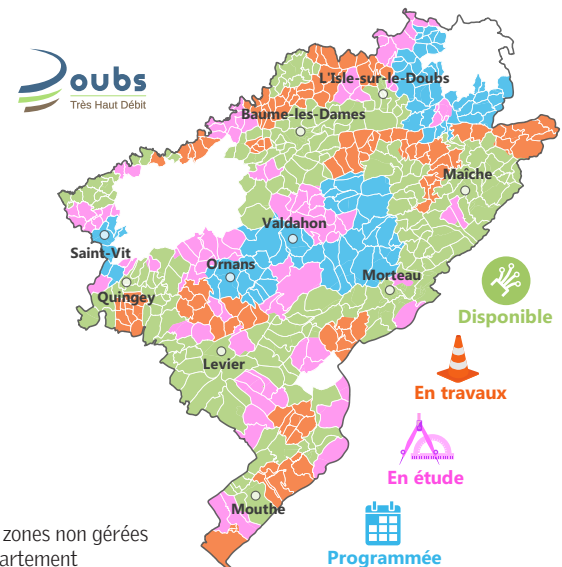 Doubs
Très Haut Débit
L'Isle-sur-le-Doubs
Baume-les-Dames
Maîche
Valdahon
Saint-Vit
Ornans
Morteau
Quingey
Disponible
Levier
En travaux
En étude
Mouthe
zones non gérées
artement
Programmée